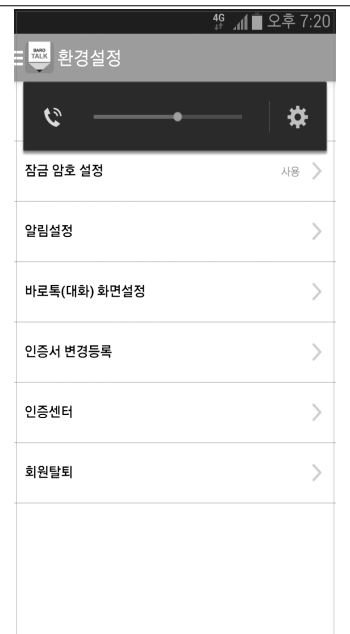 4G 오후 7:20
BARO
TALK
환경설정
잠금 암호 설정 사용
알림설정
바로톡(대화) 화면설정
인증서 변경등록
인증센터
회원탈퇴